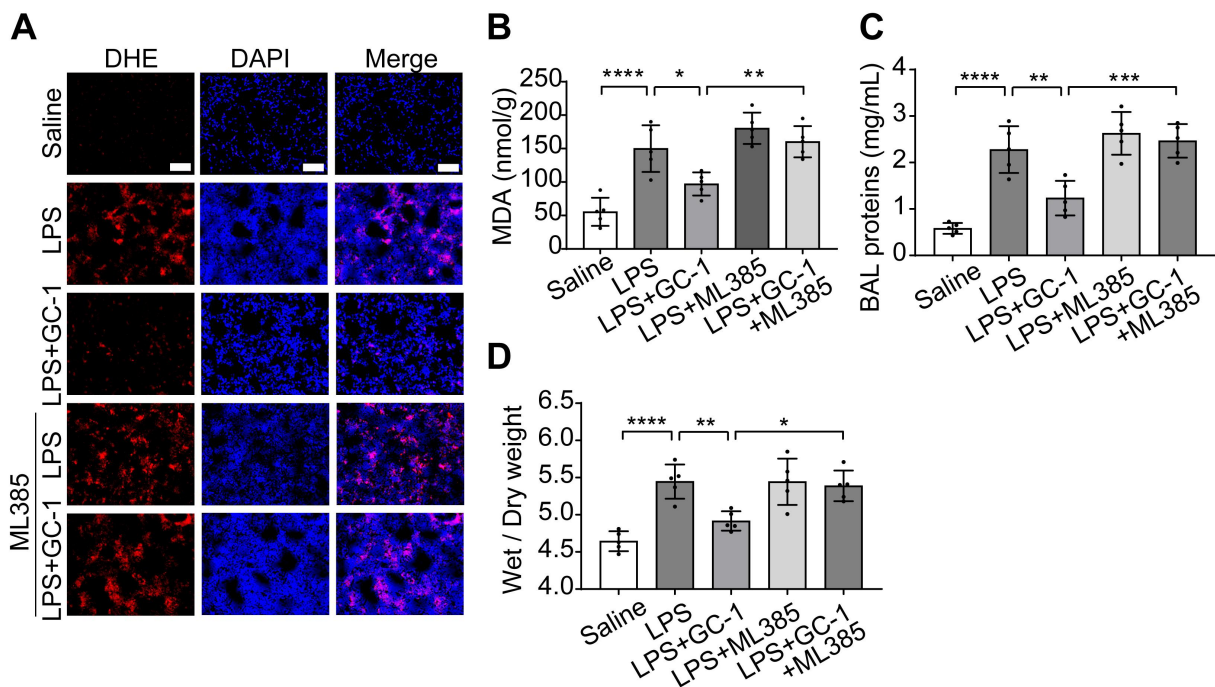 A
DHE
DAPI
Merge
Saline
LPS
LPS+GC-1
ML385
LPS
LPS+GC-1
B
MDA (nmol/g)
250
200
150
100
50
0
****
*
**
Saline
LPS
LPS+GC-1
LPS+ML385
LPS+GC-1
+ML385
C
BAL proteins (mg/mL)
4
3
2
1
0
****
**
***
Saline
LPS
LPS+GC-1
LPS+ML385
LPS+GC-1
+ML385
D
Wet / Dry weight
6.5
6.0
5.5
5.0
4.5
4.0
****
**
*
Saline
LPS
LPS+GC-1
LPS+ML385
LPS+GC-1
+ML385